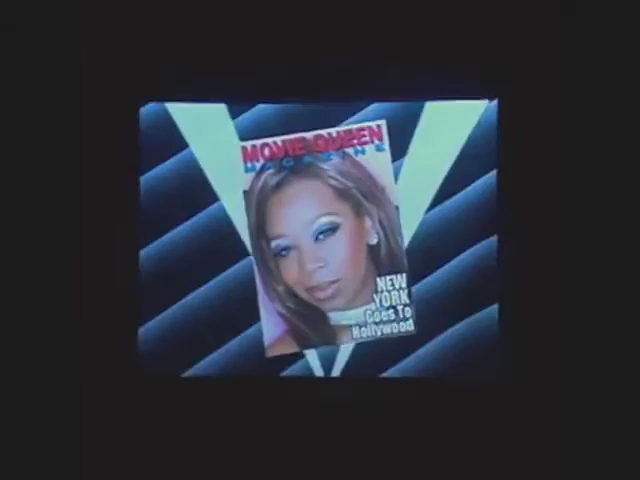 MOVIE QUEEN
MAGAZINE
NEW
YORK
Goes To
Hollywood